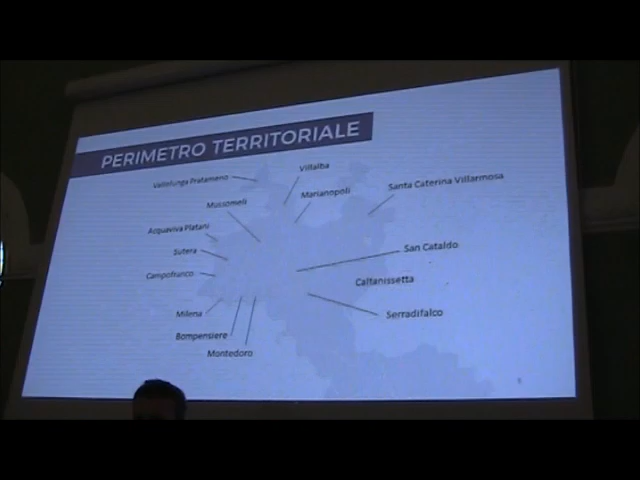 PERIMETRO TERRITORIALE
Villalba
Vallelunga Pratameno
Marianopoli
Santa Caterina Villarmosa
Mussomeli
Acquaviva Platani
San Cataldo
Sutera
Campofranco
Caltanissetta
Milena
Serradifalco
Bompensiere
Montedoro